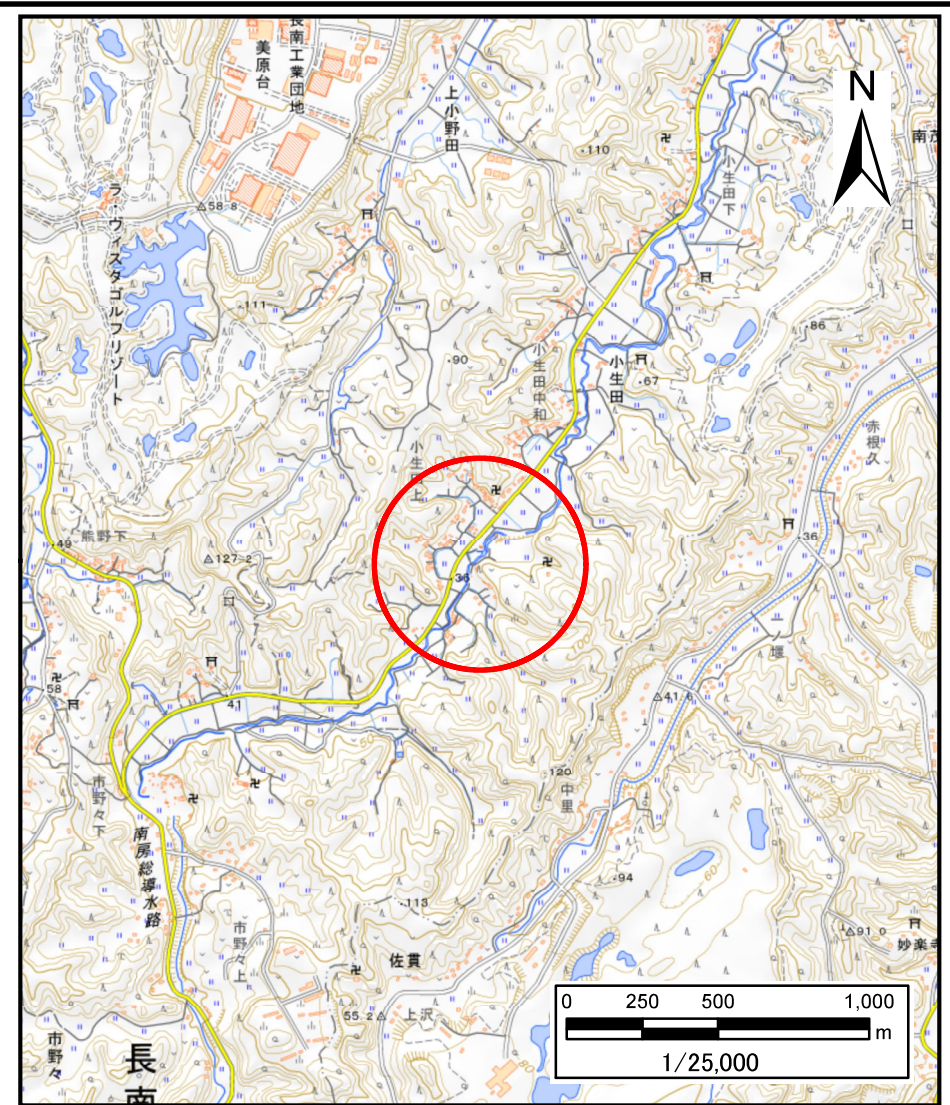 長南工業団地
美原台
上小野田
N
南茂
110
小生田下
58.8
ラ・ヴィスタゴルフリゾート
111
86
90
小生田中和
小生田
67
赤根久
小生田上
49
熊野下
127.2
36
36
堰
58
41
41.6
市野々下
120
中里
南房総導水路
94
113
市野々上
91.0
妙楽寺
佐貫
55.2
上沢
市野々
長南
0 250 500 1,000
m
1/25,000